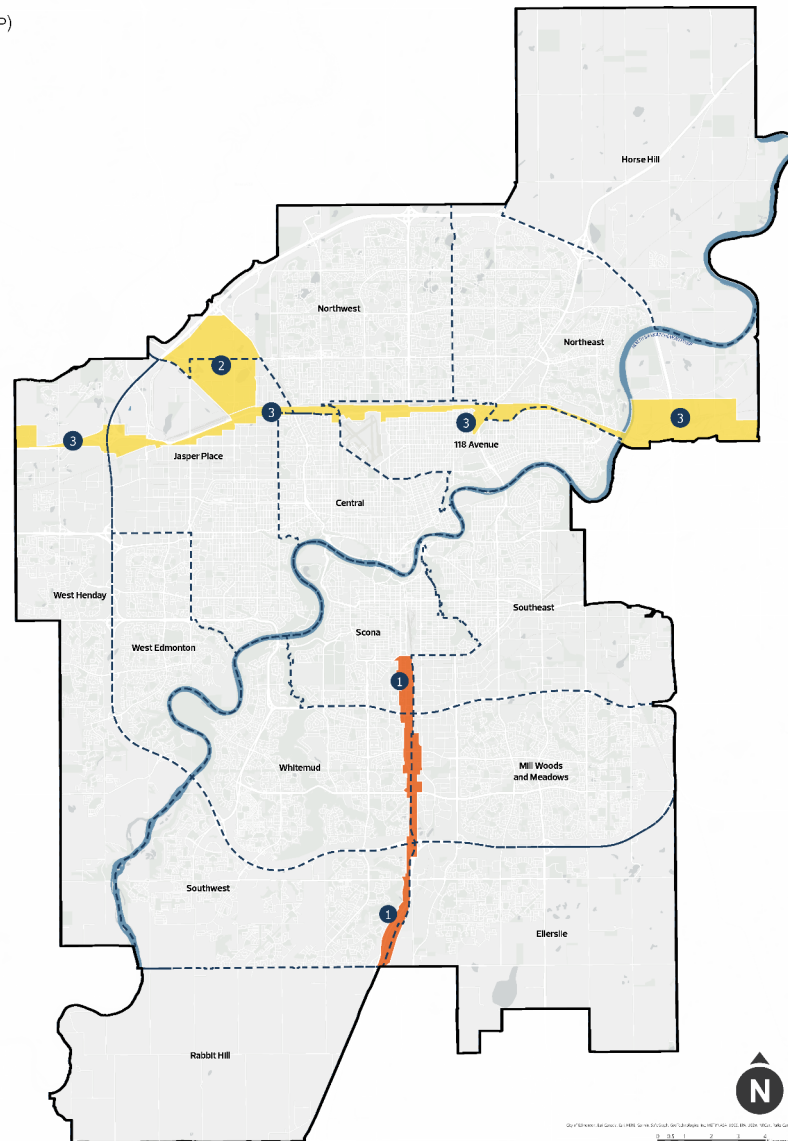 P)
Horse Hill
Northwest
Northeast
2
3
3
3
3
118 Avenue
Jasper Place
Central
West Henday
Southeast
Scona
West Edmonton
1
Whitemud
Mill Woods
and Meadows
Southwest
1
Ellerslie
Rabbit Hill
N